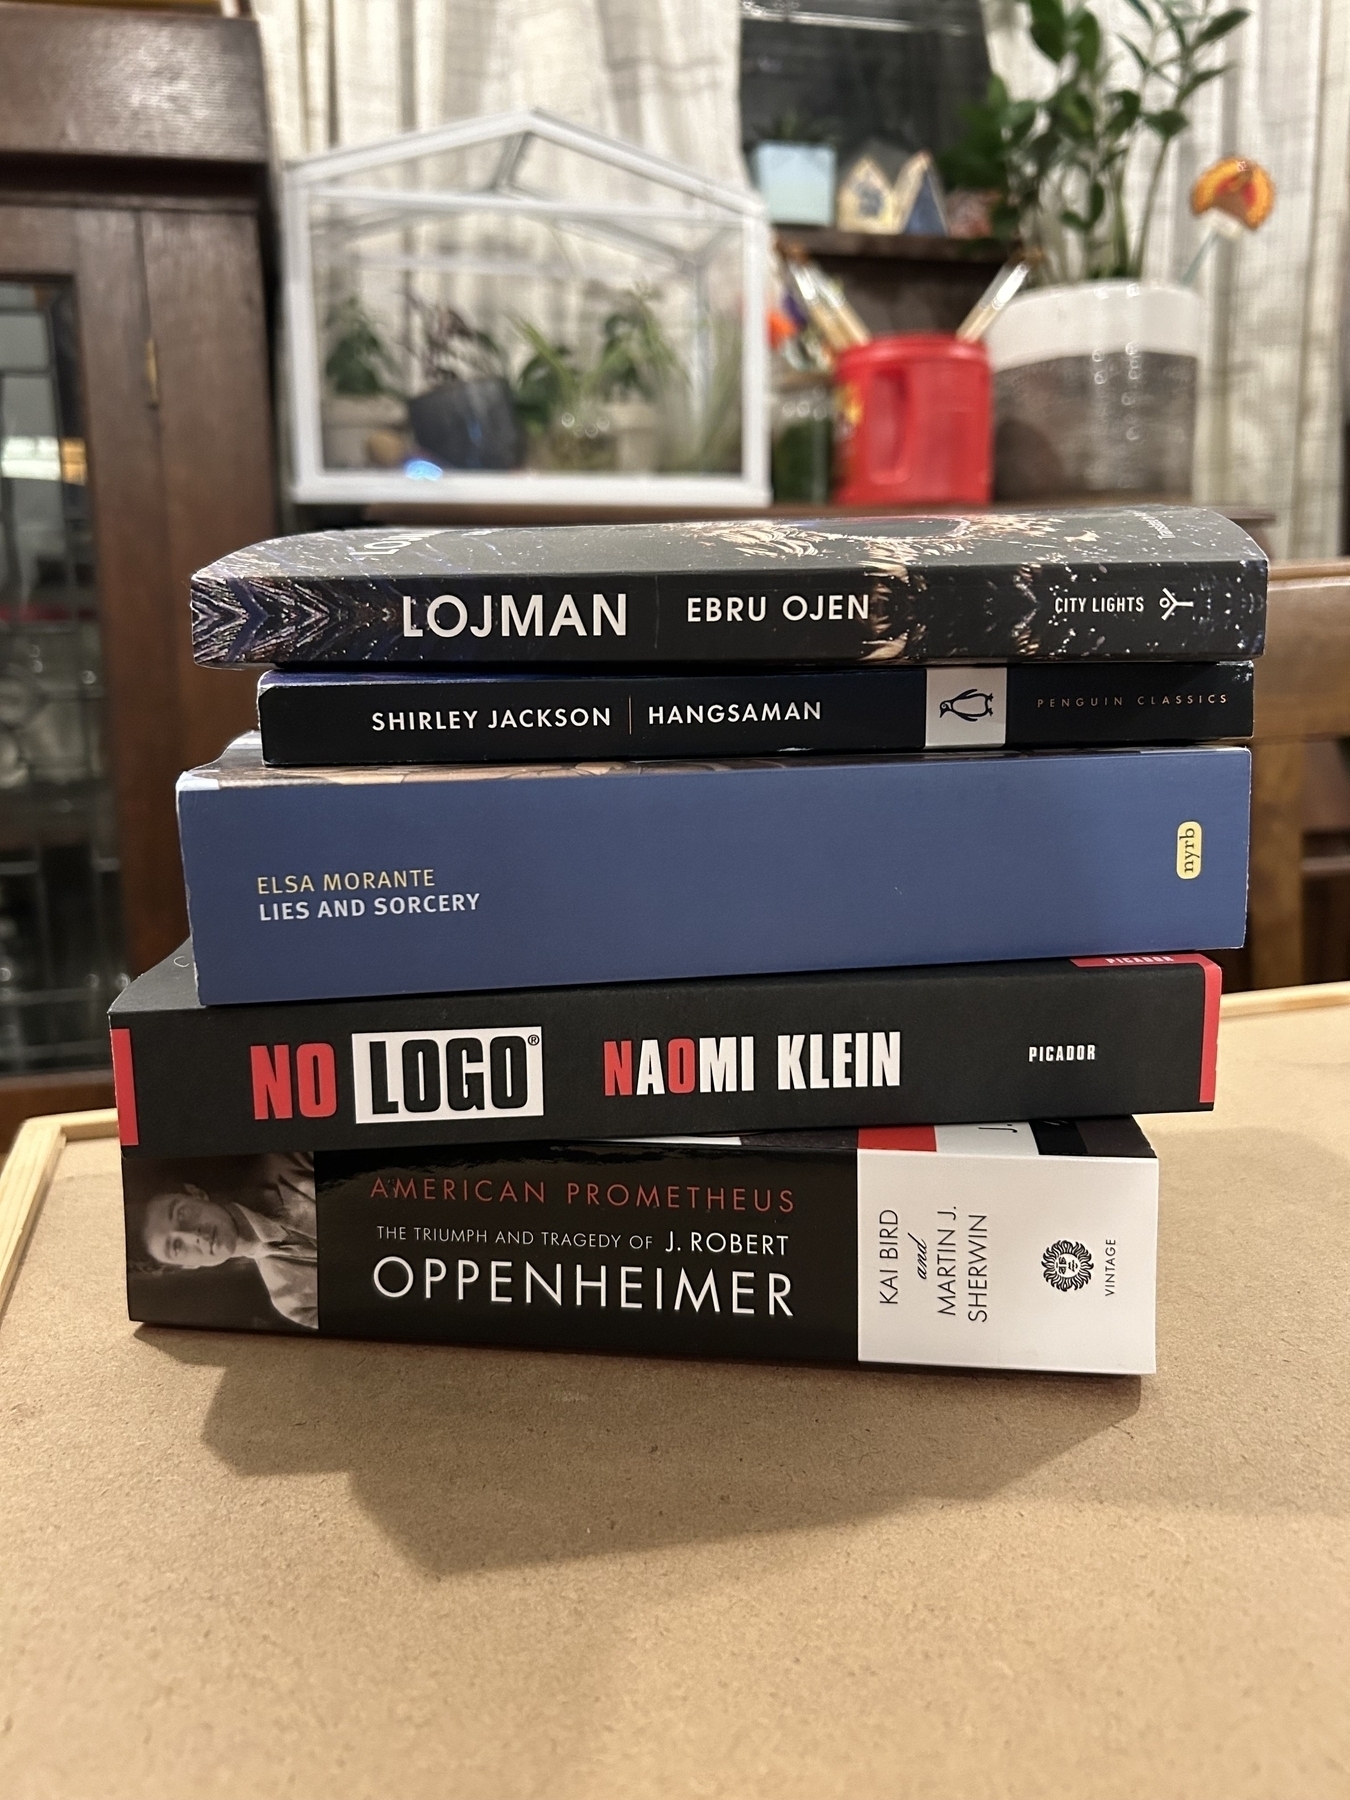 LOJMAN EBRU OJEN CITY LIGHTS
SHIRLEY JACKSON | HANGSAMAN PENGUIN CLASSICS
ELSA MORANTE
LIES AND SORCERY
nyrb
PICADOR
NO LOGO® NAOMI KLEIN PICADOR
AMERICAN PROMETHEUS
THE TRIUMPH AND TRAGEDY OF J. ROBERT
OPPENHEIMER
KAI BIRD
and
MARTIN J.
SHERWIN
VINTAGE